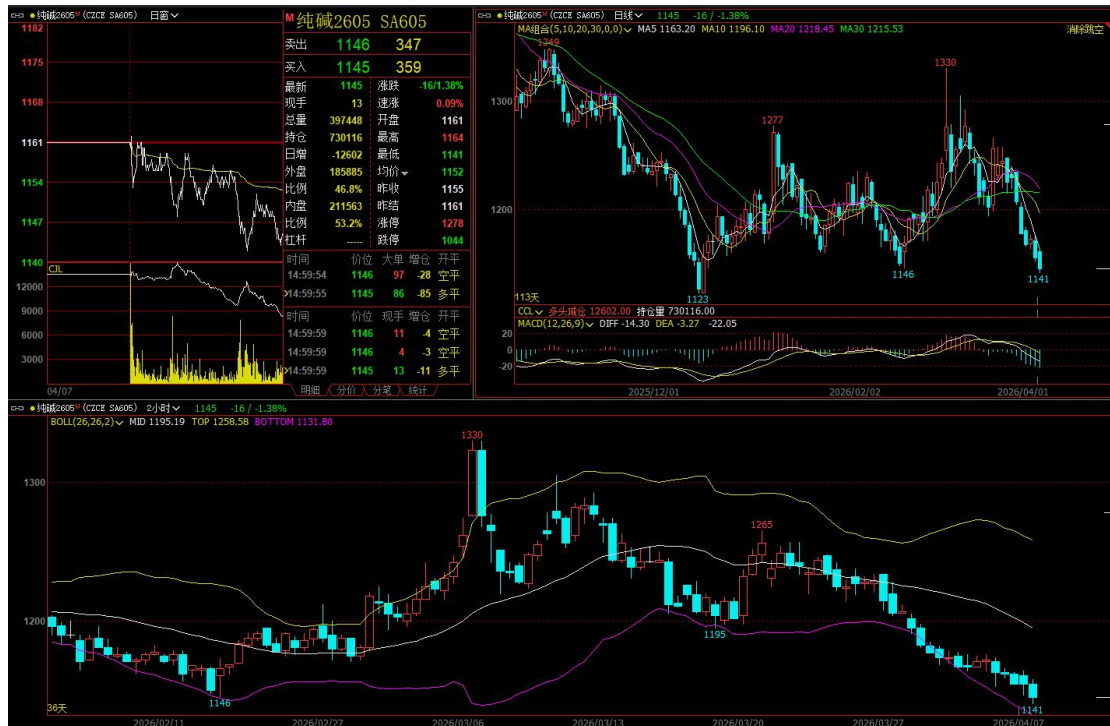 纯碱2605ᴹ(CZCE SA605) 日窗
1182
1175
1168
1161
1154
1147
1140
CJL
12000
9000
6000
3000
04/07
M 纯碱2605 SA605
卖出 1146 347
买入 1145 359
最新 1145 涨跌 -16/1.38%
现手 13 速涨 0.09%
总量 397448 开盘 1161
持仓 730116 最高 1164
日增 -12602 最低 1141
外盘 185885 均价 1152
比例 46.8% 昨收 1155
内盘 211563 昨结 1161
比例 53.2% 涨停 1278
杠杆 ----- 跌停 1044
时间 价位 大单 增仓 开平
14:59:54 1146 97 -28 空平
14:59:55 1145 86 -85 多平
时间 价位 现手 增仓 开平
14:59:59 1146 11 -4 空平
14:59:59 1146 4 -3 空平
14:59:59 1145 13 -11 多平
明细 分价 分笔 统计
纯碱2605ᴹ(CZCE SA605) 日线 1145 -16 / -1.38%
MA组合(5,10,20,30,0,0) MA5 1163.20 MA10 1196.10 MA20 1218.45 MA30 1215.53 消除跳空
1349
1330
1300
1277
1200
1146
1141
1123
113天
CCL 多头减仓 12602.00 持仓量 730116.00
MACD(12,26,9) DIFF -14.30 DEA -3.27 -22.05
20
0
-20
2025/12/01 2026/02/02 2026/04/01
纯碱2605ᴹ(CZCE SA605) 2小时 1145 -16 / -1.38%
BOLL(26,26,2) MID 1195.19 TOP 1258.58 BOTTOM 1131.80
1330
1300
1265
1200
1195
1146
1141
36天
2026/02/11 2026/02/27 2026/03/06 2026/03/13 2026/03/20 2026/03/27 2026/04/07